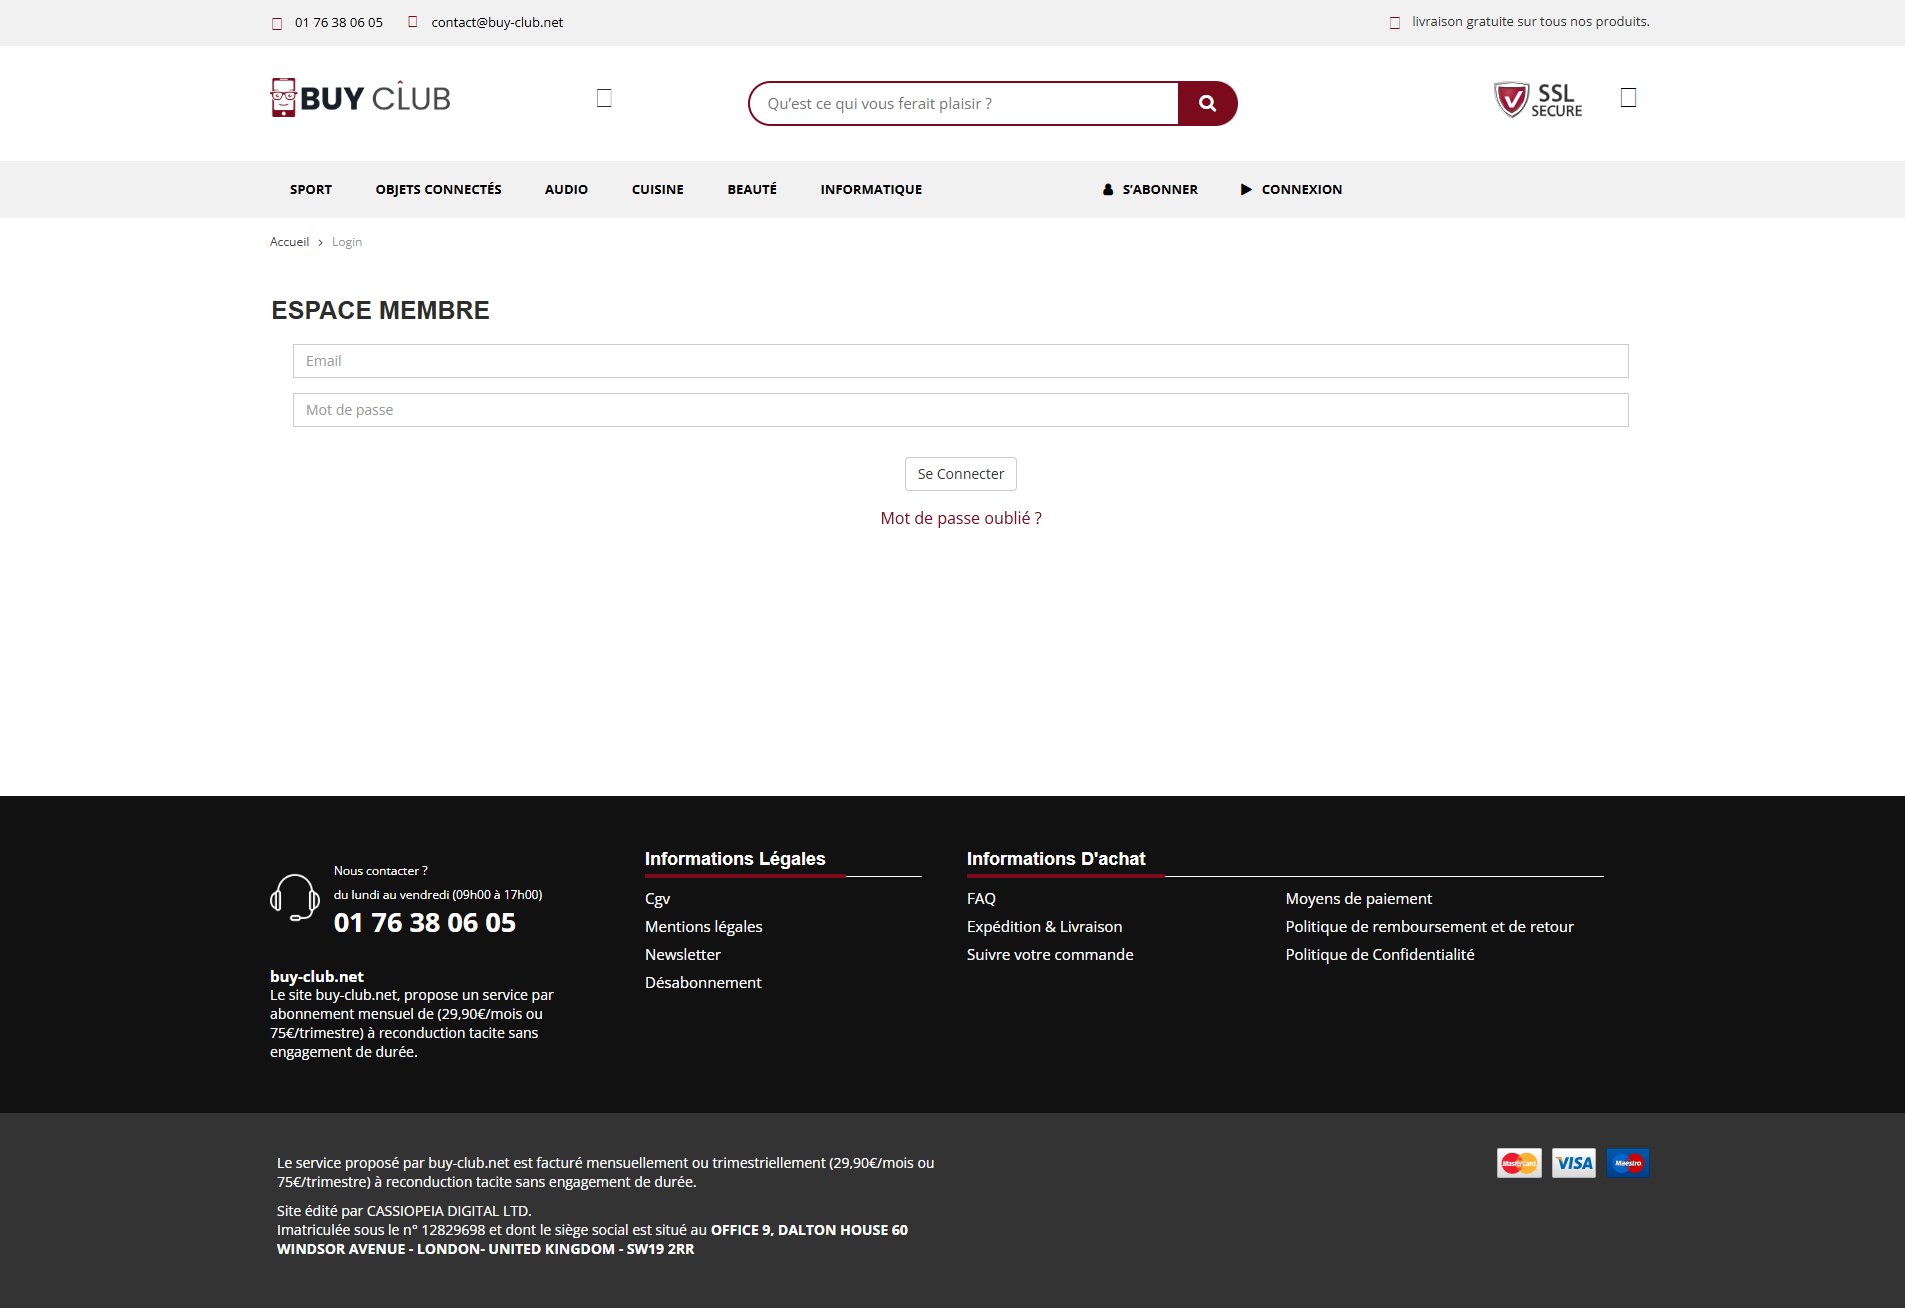 01 76 38 06 05 contact@buy-club.net livraison gratuite sur tous nos produits.
BUY CLUB Qu’est ce qui vous ferait plaisir ? SSL
SECURE
SPORT OBJETS CONNECTÉS AUDIO CUISINE BEAUTÉ INFORMATIQUE S’ABONNER CONNEXION
Accueil > Login
ESPACE MEMBRE
Email
Mot de passe
Se Connecter
Mot de passe oublié ?
Nous contacter ?
du lundi au vendredi (09h00 à 17h00)
01 76 38 06 05
buy-club.net
Le site buy-club.net, propose un service par
abonnement mensuel de (29,90€/mois ou
75€/trimestre) à reconduction tacite sans
engagement de durée.
Informations Légales
Cgv
Mentions légales
Newsletter
Désabonnement
Informations D'achat
FAQ
Expédition & Livraison
Suivre votre commande
Moyens de paiement
Politique de remboursement et de retour
Politique de Confidentialité
Le service proposé par buy-club.net est facturé mensuellement ou trimestriellement (29,90€/mois ou
75€/trimestre) à reconduction tacite sans engagement de durée.
Site édité par CASSIOPEIA DIGITAL LTD.
Imatriculée sous le n° 12829698 et dont le siège social est situé au OFFICE 9, DALTON HOUSE 60
WINDSOR AVENUE - LONDON- UNITED KINGDOM - SW19 2RR
MasterCard VISA Maestro